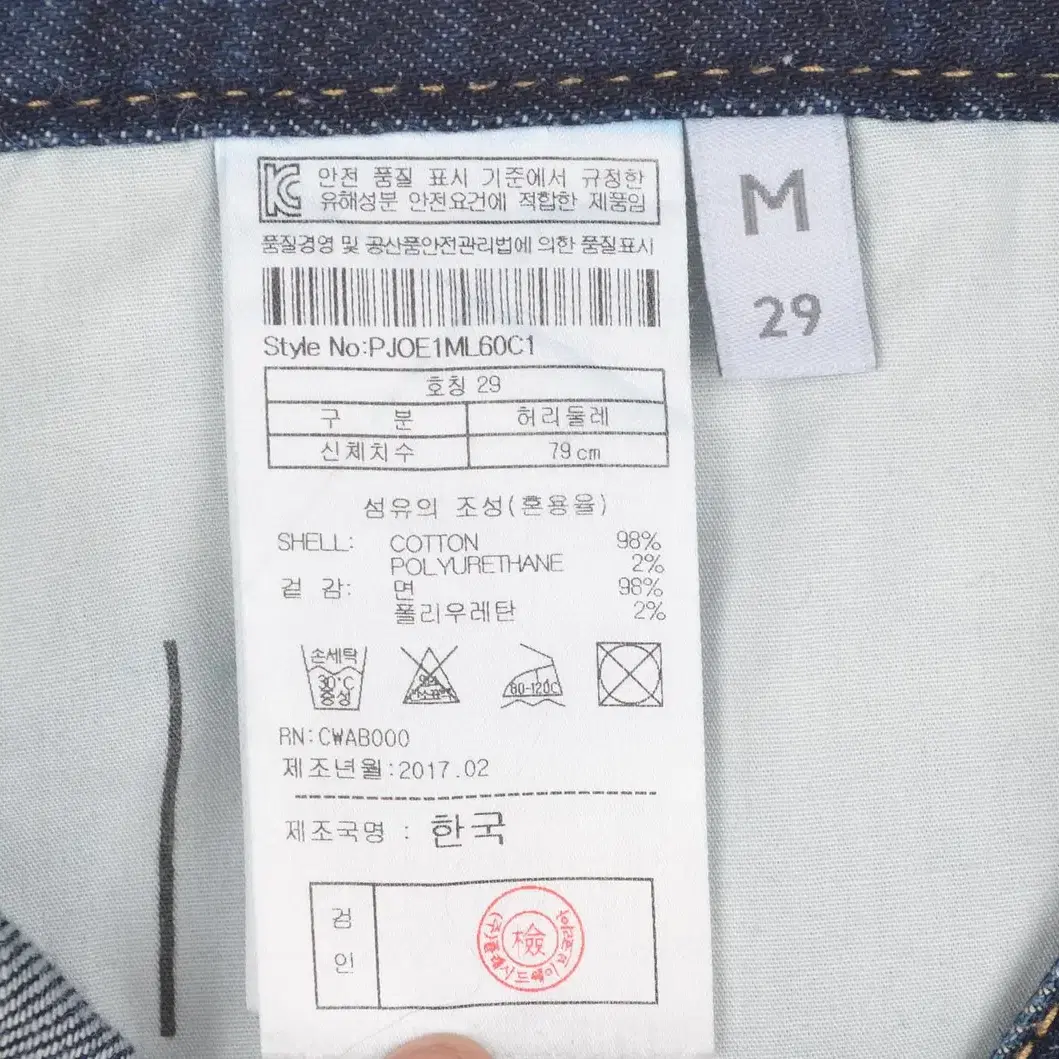 안전 품질 표시 기준에서 규정한
유해성분 안전요건에 적합한 제품임
품질경영 및 공산품안전관리법에 의한 품질표시
Style No:PJOE1ML60C1
호칭 29
구 분 허리둘레
신체치수 79cm
섬유의 조성(혼용율)
SHELL: COTTON 98%
POLYURETHANE 2%
겉 감: 면 98%
폴리우레탄 2%
손세탁
30°C
중성
80-120C
RN:CWAB000
제조년월:2017.02
제조국명 : 한국
검
인
檢
M
29